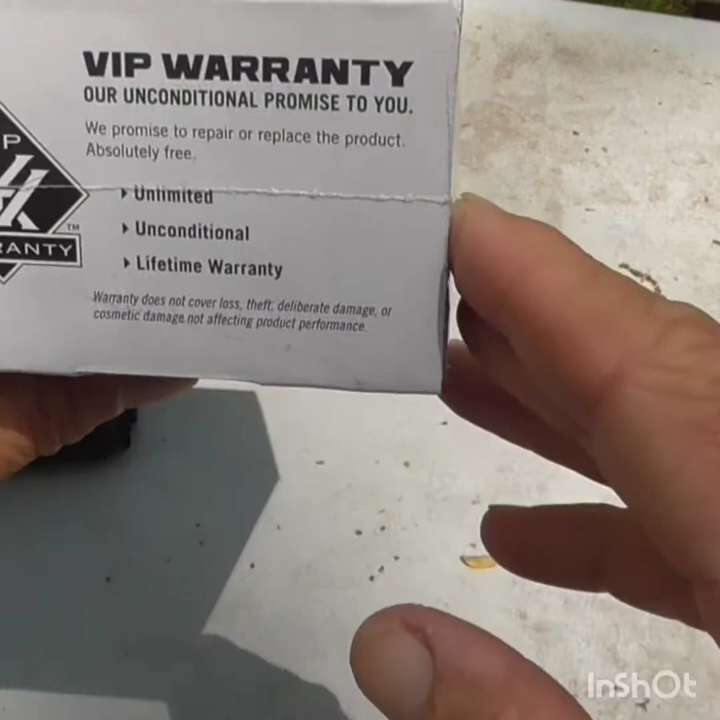 VIP WARRANTY
OUR UNCONDITIONAL PROMISE TO YOU.
We promise to repair or replace the product.
Absolutely free.
Unlimited
Unconditional
Lifetime Warranty
Warranty does not cover loss, theft, deliberate damage, or
cosmetic damage not affecting product performance.
P
RANTY
TM
InShOt